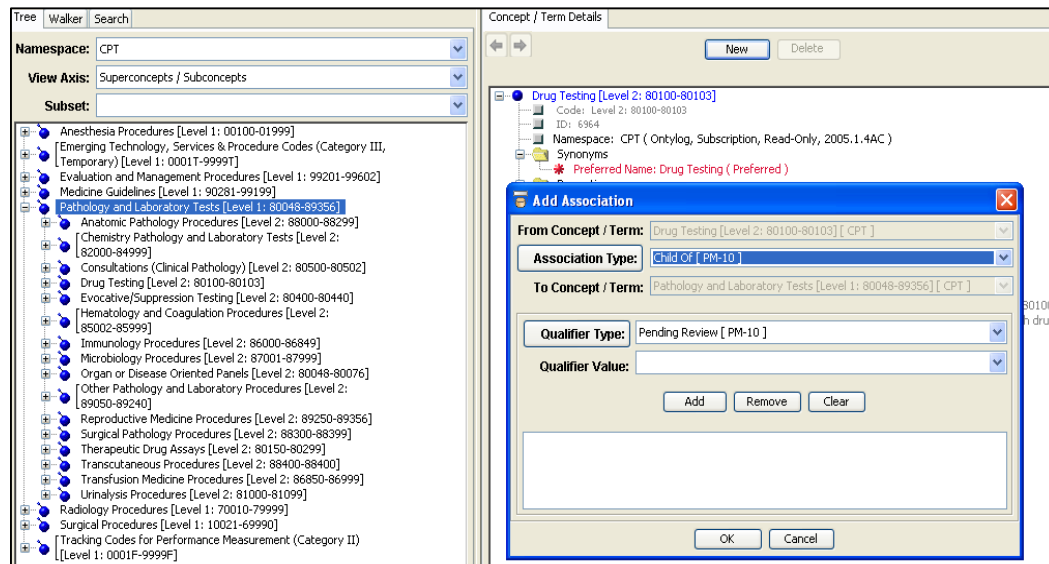 Tree Walker Search
Namespace: CPT
View Axis: Superconcepts / Subconcepts
Subset:
Anesthesia Procedures [Level 1: 00100-01999]
[Emerging Technology, Services & Procedure Codes (Category III,
Temporary) [Level 1: 0001T-9999T]
Evaluation and Management Procedures [Level 1: 99201-99602]
Medicine Guidelines [Level 1: 90281-99199]
Pathology and Laboratory Tests [Level 1: 80048-89356]
Anatomic Pathology Procedures [Level 2: 88000-88299]
[Chemistry Pathology and Laboratory Tests [Level 2:
82000-84999]
Consultations (Clinical Pathology) [Level 2: 80500-80502]
Drug Testing [Level 2: 80100-80103]
Evocative/Suppression Testing [Level 2: 80400-80440]
[Hematology and Coagulation Procedures [Level 2:
85002-85999]
Immunology Procedures [Level 2: 86000-86849]
Microbiology Procedures [Level 2: 87001-87999]
Organ or Disease Oriented Panels [Level 2: 80048-80076]
[Other Pathology and Laboratory Procedures [Level 2:
89050-89240]
Reproductive Medicine Procedures [Level 2: 89250-89356]
Surgical Pathology Procedures [Level 2: 88300-88399]
Therapeutic Drug Assays [Level 2: 80150-80299]
Transcutaneous Procedures [Level 2: 88400-88400]
Transfusion Medicine Procedures [Level 2: 86850-86999]
Urinalysis Procedures [Level 2: 81000-81099]
Radiology Procedures [Level 1: 70010-79999]
Surgical Procedures [Level 1: 10021-69990]
[Tracking Codes for Performance Measurement (Category II)
[Level 1: 0001F-9999F]
Concept / Term Details
New Delete
Drug Testing [Level 2: 80100-80103]
Code: Level 2: 80100-80103
ID: 6964
Namespace: CPT ( Ontylog, Subscription, Read-Only, 2005.1.4AC )
Synonyms
Preferred Name: Drug Testing ( Preferred )
Add Association
From Concept / Term: Drug Testing [Level 2: 80100-80103] [ CPT ]
Association Type: Child Of [ PM-10 ]
To Concept / Term: Pathology and Laboratory Tests [Level 1: 80048-89356] [ CPT ]
Qualifier Type: Pending Review [ PM-10 ]
Qualifier Value:
Add Remove Clear
OK Cancel